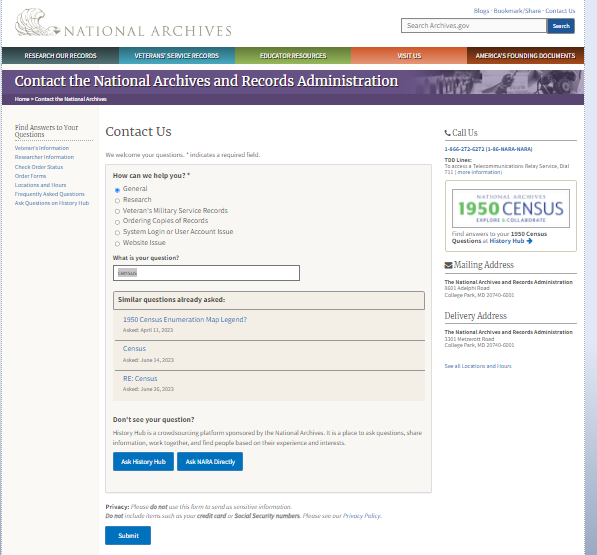 Blogs · Bookmark/Share · Contact Us
NATIONAL ARCHIVES
Search Archives.gov
Search
RESEARCH OUR RECORDS
VETERANS' SERVICE RECORDS
EDUCATOR RESOURCES
VISIT US
AMERICA'S FOUNDING DOCUMENTS
Contact the National Archives and Records Administration
Home > Contact the National Archives
Find Answers to Your
Questions
Veteran's Information
Researcher Information
Check Order Status
Order Forms
Locations and Hours
Frequently Asked Questions
Ask Questions on History Hub
Contact Us
We welcome your questions. * indicates a required field.
How can we help you? *
General
Research
Veteran's Military Service Records
Ordering Copies of Records
System Login or User Account Issue
Website Issue
What is your question?
census
Similar questions already asked:
1950 Census Enumeration Map Legend?
Asked: April 11, 2023
Census
Asked: June 14, 2023
RE: Census
Asked: June 26, 2023
Don't see your question?
History Hub is a crowdsourcing platform sponsored by the National Archives. It is a place to ask questions, share
information, work together, and find people based on their experience and interests.
Ask History Hub
Ask NARA Directly
Privacy: Please do not use this form to send us sensitive information.
Do not include items such as your credit card or Social Security numbers. Please see our Privacy Policy.
Submit
Call Us
1-866-272-6272 (1-86-NARA-NARA)
TDD Lines:
To access a Telecommunications Relay Service, Dial
711 (more information)
NATIONAL ARCHIVES
1950 CENSUS
EXPLORE & COLLABORATE
Find answers to your 1950 Census
Questions at History Hub
Mailing Address
The National Archives and Records Administration
8601 Adelphi Road
College Park, MD 20740-6001
Delivery Address
The National Archives and Records Administration
3301 Metzerott Road
College Park, MD 20740-6001
See all Locations and Hours